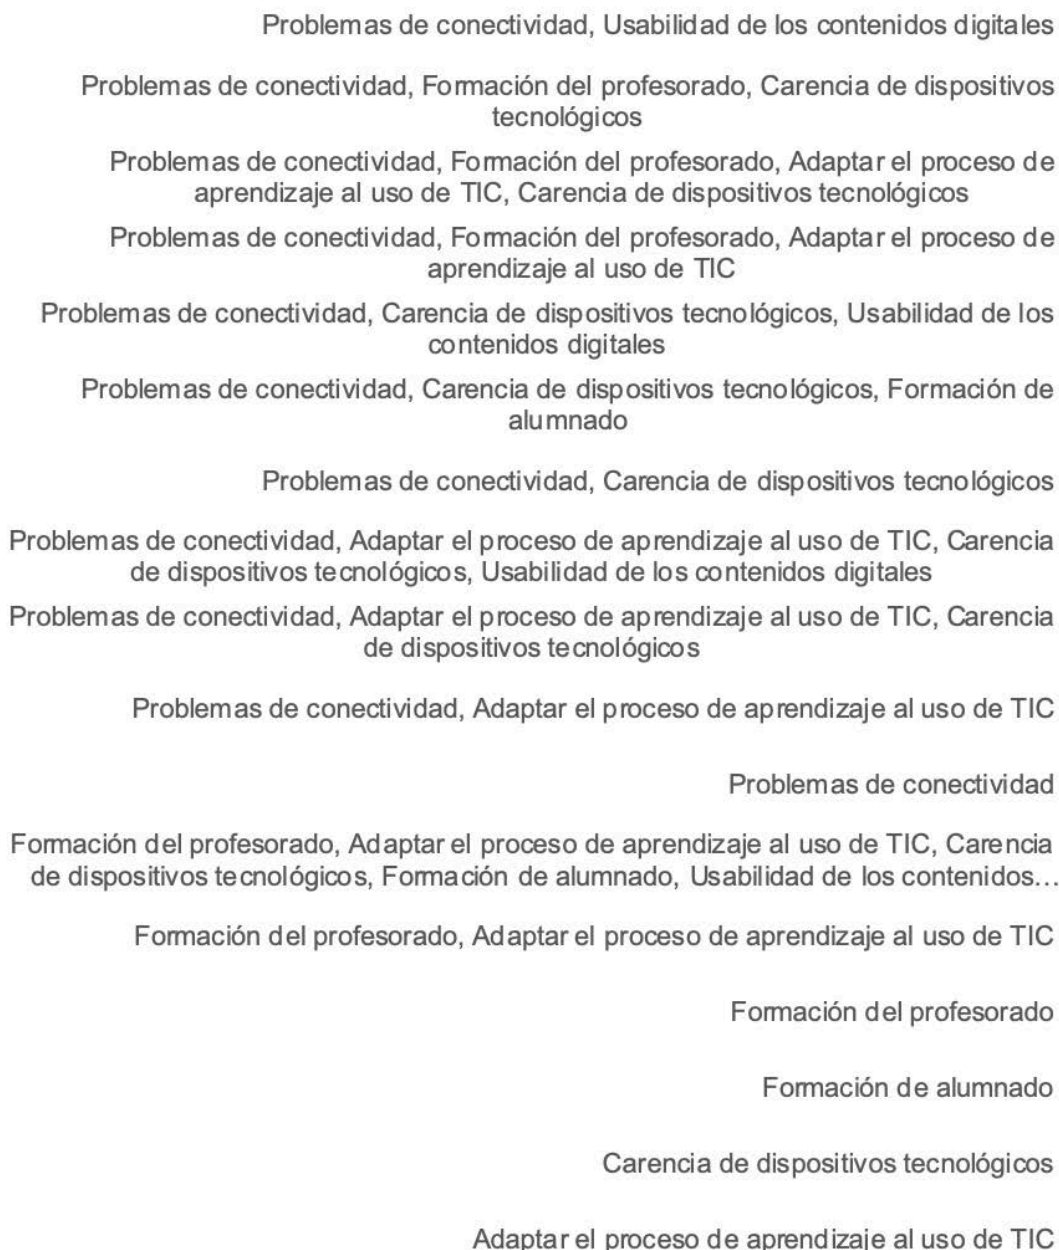 Problemas de conectividad, Usabilidad de los contenidos digitales
Problemas de conectividad, Formación del profesorado, Carencia de dispositivos
tecnológicos
Problemas de conectividad, Formación del profesorado, Adaptar el proceso de
aprendizaje al uso de TIC, Carencia de dispositivos tecnológicos
Problemas de conectividad, Formación del profesorado, Adaptar el proceso de
aprendizaje al uso de TIC
Problemas de conectividad, Carencia de dispositivos tecnológicos, Usabilidad de los
contenidos digitales
Problemas de conectividad, Carencia de dispositivos tecnológicos, Formación de
alumnado
Problemas de conectividad, Carencia de dispositivos tecnológicos
Problemas de conectividad, Adaptar el proceso de aprendizaje al uso de TIC, Carencia
de dispositivos tecnológicos, Usabilidad de los contenidos digitales
Problemas de conectividad, Adaptar el proceso de aprendizaje al uso de TIC, Carencia
de dispositivos tecnológicos
Problemas de conectividad, Adaptar el proceso de aprendizaje al uso de TIC
Problemas de conectividad
Formación del profesorado, Adaptar el proceso de aprendizaje al uso de TIC, Carencia
de dispositivos tecnológicos, Formación de alumnado, Usabilidad de los contenidos…
Formación del profesorado, Adaptar el proceso de aprendizaje al uso de TIC
Formación del profesorado
Formación de alumnado
Carencia de dispositivos tecnológicos
Adaptar el proceso de aprendizaje al uso de TIC